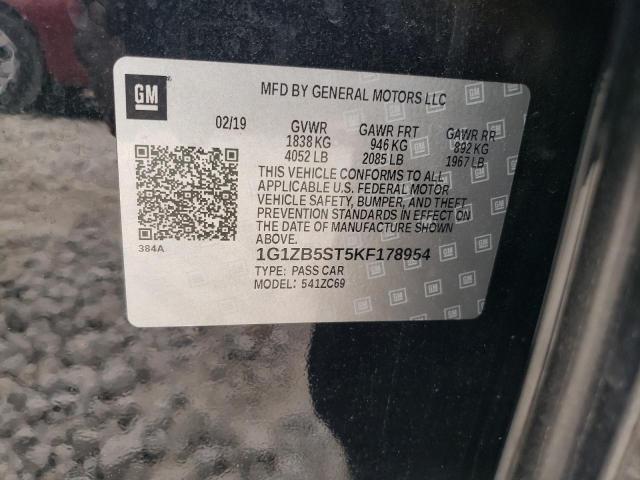 GM
MFD BY GENERAL MOTORS LLC
02/19 GVWR GAWR FRT GAWR RR
1838 KG 946 KG 892 KG
4052 LB 2085 LB 1967 LB
THIS VEHICLE CONFORMS TO ALL
APPLICABLE U.S. FEDERAL MOTOR
VEHICLE SAFETY, BUMPER, AND THEFT
PREVENTION STANDARDS IN EFFECT ON
THE DATE OF MANUFACTURE SHOWN
ABOVE.
384A
1G1ZB5ST5KF178954
TYPE: PASS CAR
MODEL: 541ZC69